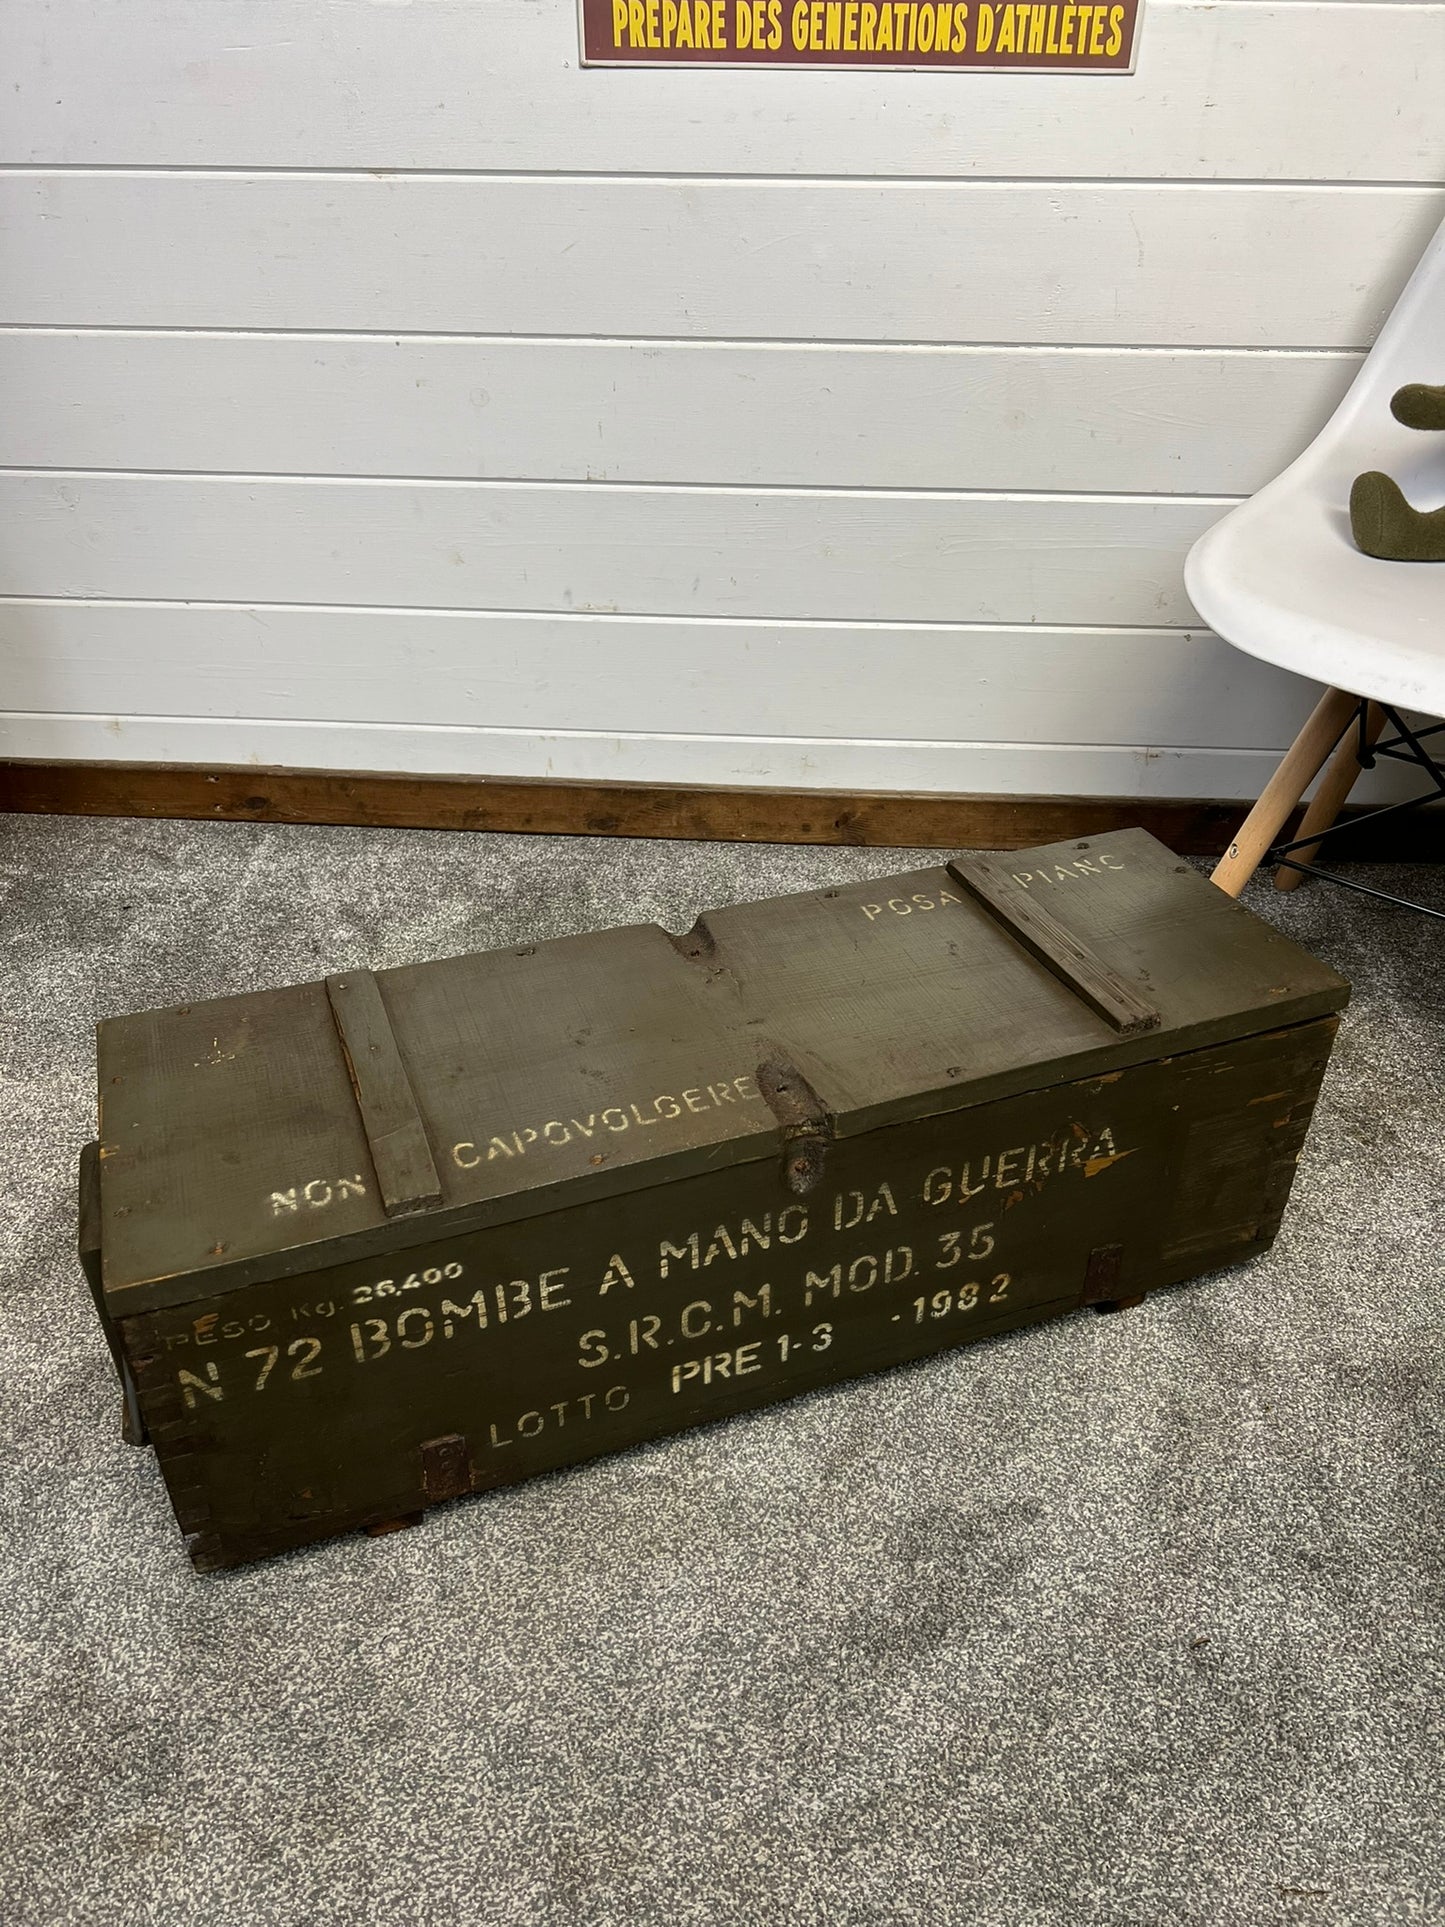 PRÉPARE DES GÉNÉRATIONS D'ATHLÈTES
POSA PIANO
NON CAPOVOLGERE
PESO Kg. 26,400
N 72 BOMBE A MANO DA GUERRA
S.R.C.M. MOD. 35
LOTTO PRE 1-3 -1982